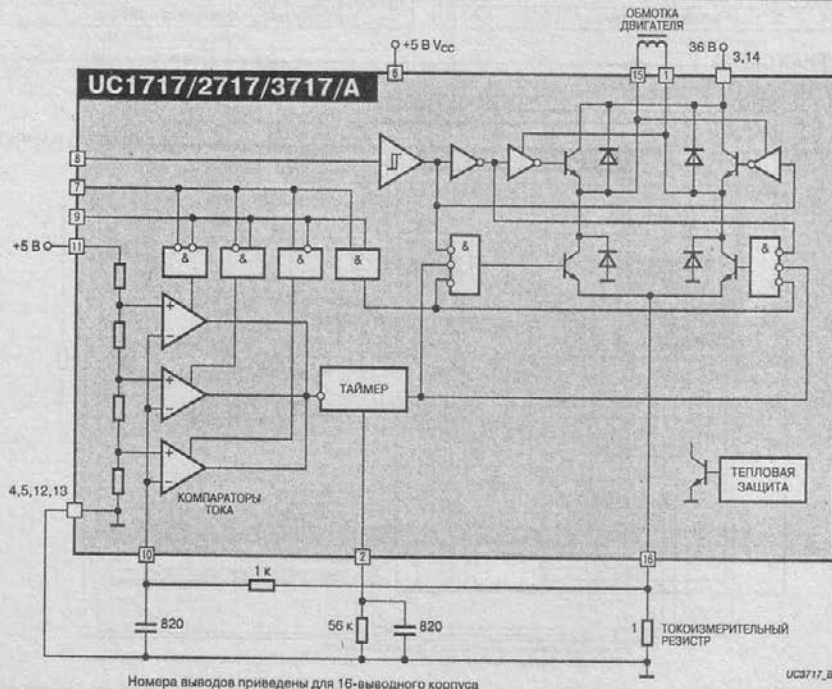 ОБМОТКА
ДВИГАТЕЛЯ
+5 В Vcc
36 В
3,14
UC1717/2717/3717/A
6
15
1
8
7
9
+5 В
11
&
&
&
&
&
&
+
−
+
−
+
−
ТАЙМЕР
КОМПАРАТОРЫ
ТОКА
ТЕПЛОВАЯ
ЗАЩИТА
4,5,12,13
10
2
16
1 к
820
56 к
820
1
ТОКОИЗМЕРИТЕЛЬНЫЙ
РЕЗИСТР
Номера выводов приведены для 16-выводного корпуса